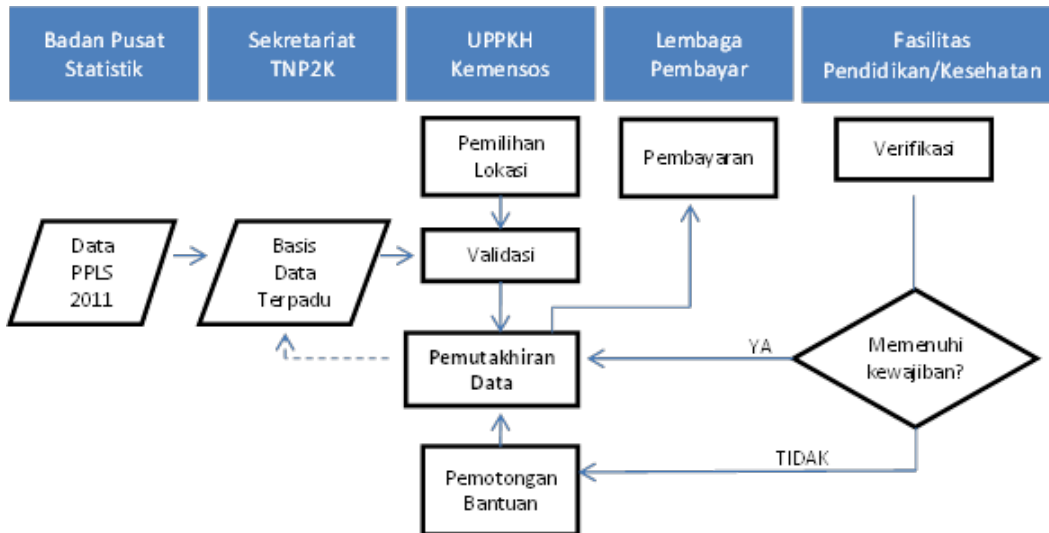 Badan Pusat
Statistik
Sekretariat
TNP2K
UPPKH
Kemensos
Lembaga
Pembayar
Fasilitas
Pendidikan/Kesehatan
Pemilihan
Lokasi
Pembayaran
Verifikasi
Data
PPLS
2011
Basis
Data
Terpadu
Validasi
Pemutakhiran
Data
YA
Memenuhi
kewajiban?
TIDAK
Pemotongan
Bantuan